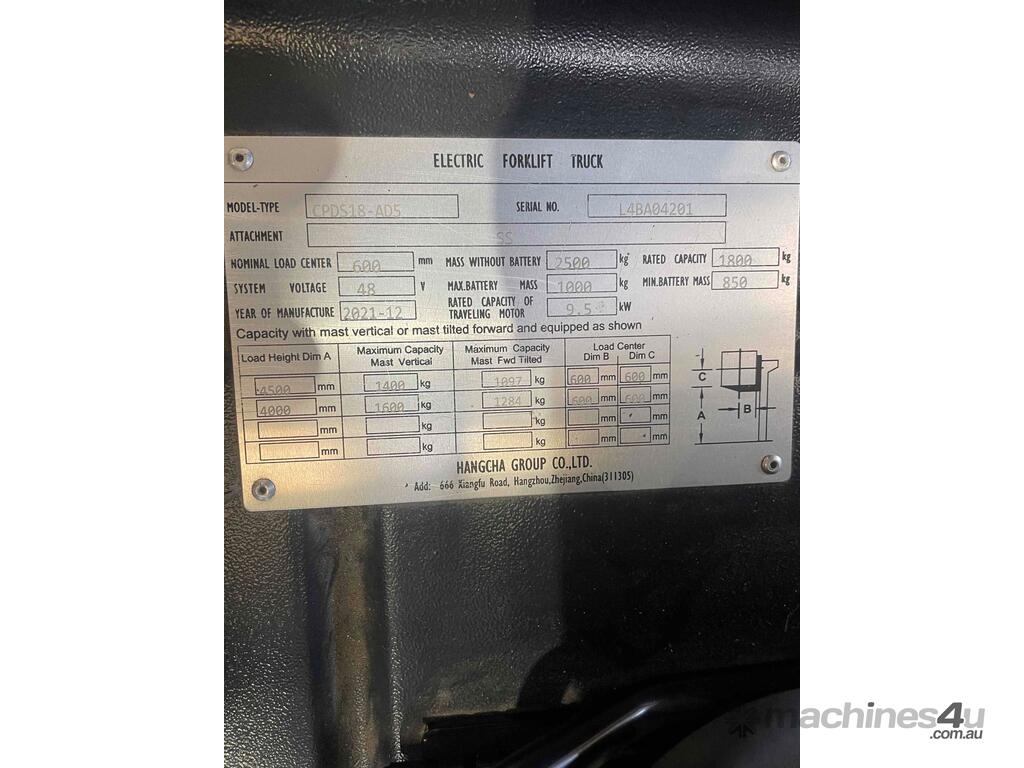 ELECTRIC FORKLIFT TRUCK
MODEL-TYPE CPDS18-AD5 SERIAL NO. L4BA04201
ATTACHMENT SS
NOMINAL LOAD CENTER 600 mm MASS WITHOUT BATTERY 2500 kg RATED CAPACITY 1800 kg
SYSTEM VOLTAGE 48 V MAX.BATTERY MASS 1000 kg MIN.BATTERY MASS 850 kg
YEAR OF MANUFACTURE 2021-12 RATED CAPACITY OF TRAVELING MOTOR 9.5 kW
Capacity with mast vertical or mast tilted forward and equipped as shown
Load Height Dim A Maximum Capacity Mast Vertical Maximum Capacity Mast Fwd Tilted Load Center Dim B Dim C
4500 mm 1400 kg 1097 kg 600 mm 600 mm
4000 mm 1600 kg 1284 kg 600 mm 600 mm
mm kg kg mm mm
mm kg kg mm mm
C
B
A
HANGCHA GROUP CO.,LTD.
Add: 666 Xiangfu Road, Hangzhou,Zhejiang,China(311305)
machines4u
.com.au